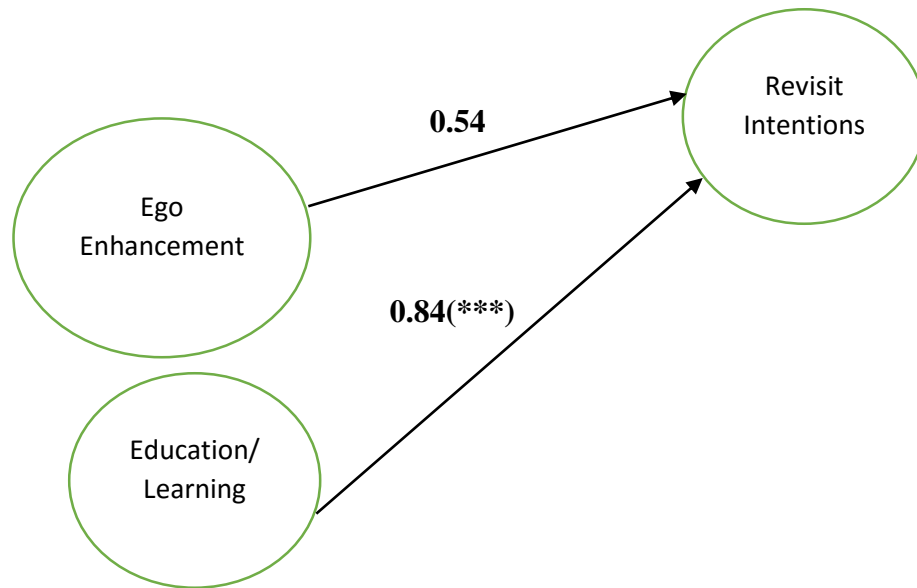 Revisit
Intentions
0.54
Ego
Enhancement
0.84(***)
Education/
Learning